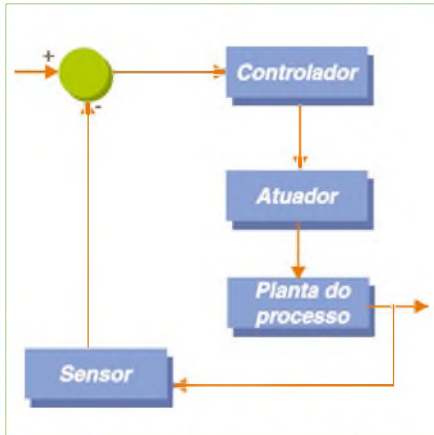 +
Controlador
-
Atuador
Planta do
processo
Sensor